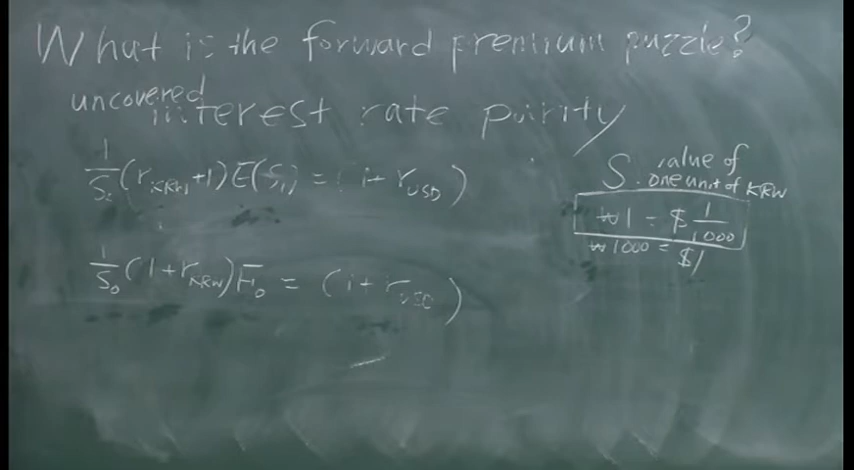 What is the forward premium puzzle?
uncovered interest rate parity
1/S₀(r_KRW+1)E(S₁) = (1+r_USD)
1/S₀(1+r_KRW)F₀ = (1+r_USD)
S. value of
one unit of KRW
₩1 = $ 1/1000
₩1000 = $1